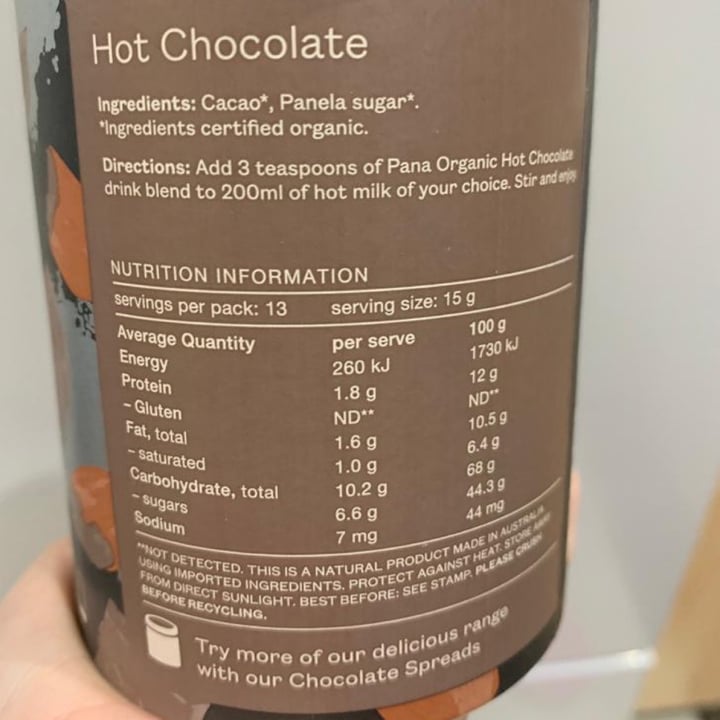 Hot Chocolate
Ingredients: Cacao*, Panela sugar*.
*Ingredients certified organic.
Directions: Add 3 teaspoons of Pana Organic Hot Chocolate
drink blend to 200ml of hot milk of your choice. Stir and enjoy.
NUTRITION INFORMATION
servings per pack: 13 serving size: 15 g
Average Quantity per serve 100 g
Energy 260 kJ 1730 kJ
Protein 1.8 g 12 g
- Gluten ND** ND**
Fat, total 1.6 g 10.5 g
- saturated 1.0 g 6.4 g
Carbohydrate, total 10.2 g 68 g
- sugars 6.6 g 44.3 g
Sodium 7 mg 44 mg
**NOT DETECTED. THIS IS A NATURAL PRODUCT MADE IN AUSTRALIA
USING IMPORTED INGREDIENTS. PROTECT AGAINST HEAT. STORE AWAY
FROM DIRECT SUNLIGHT. BEST BEFORE: SEE STAMP. PLEASE CRUSH
BEFORE RECYCLING.
Try more of our delicious range
with our Chocolate Spreads